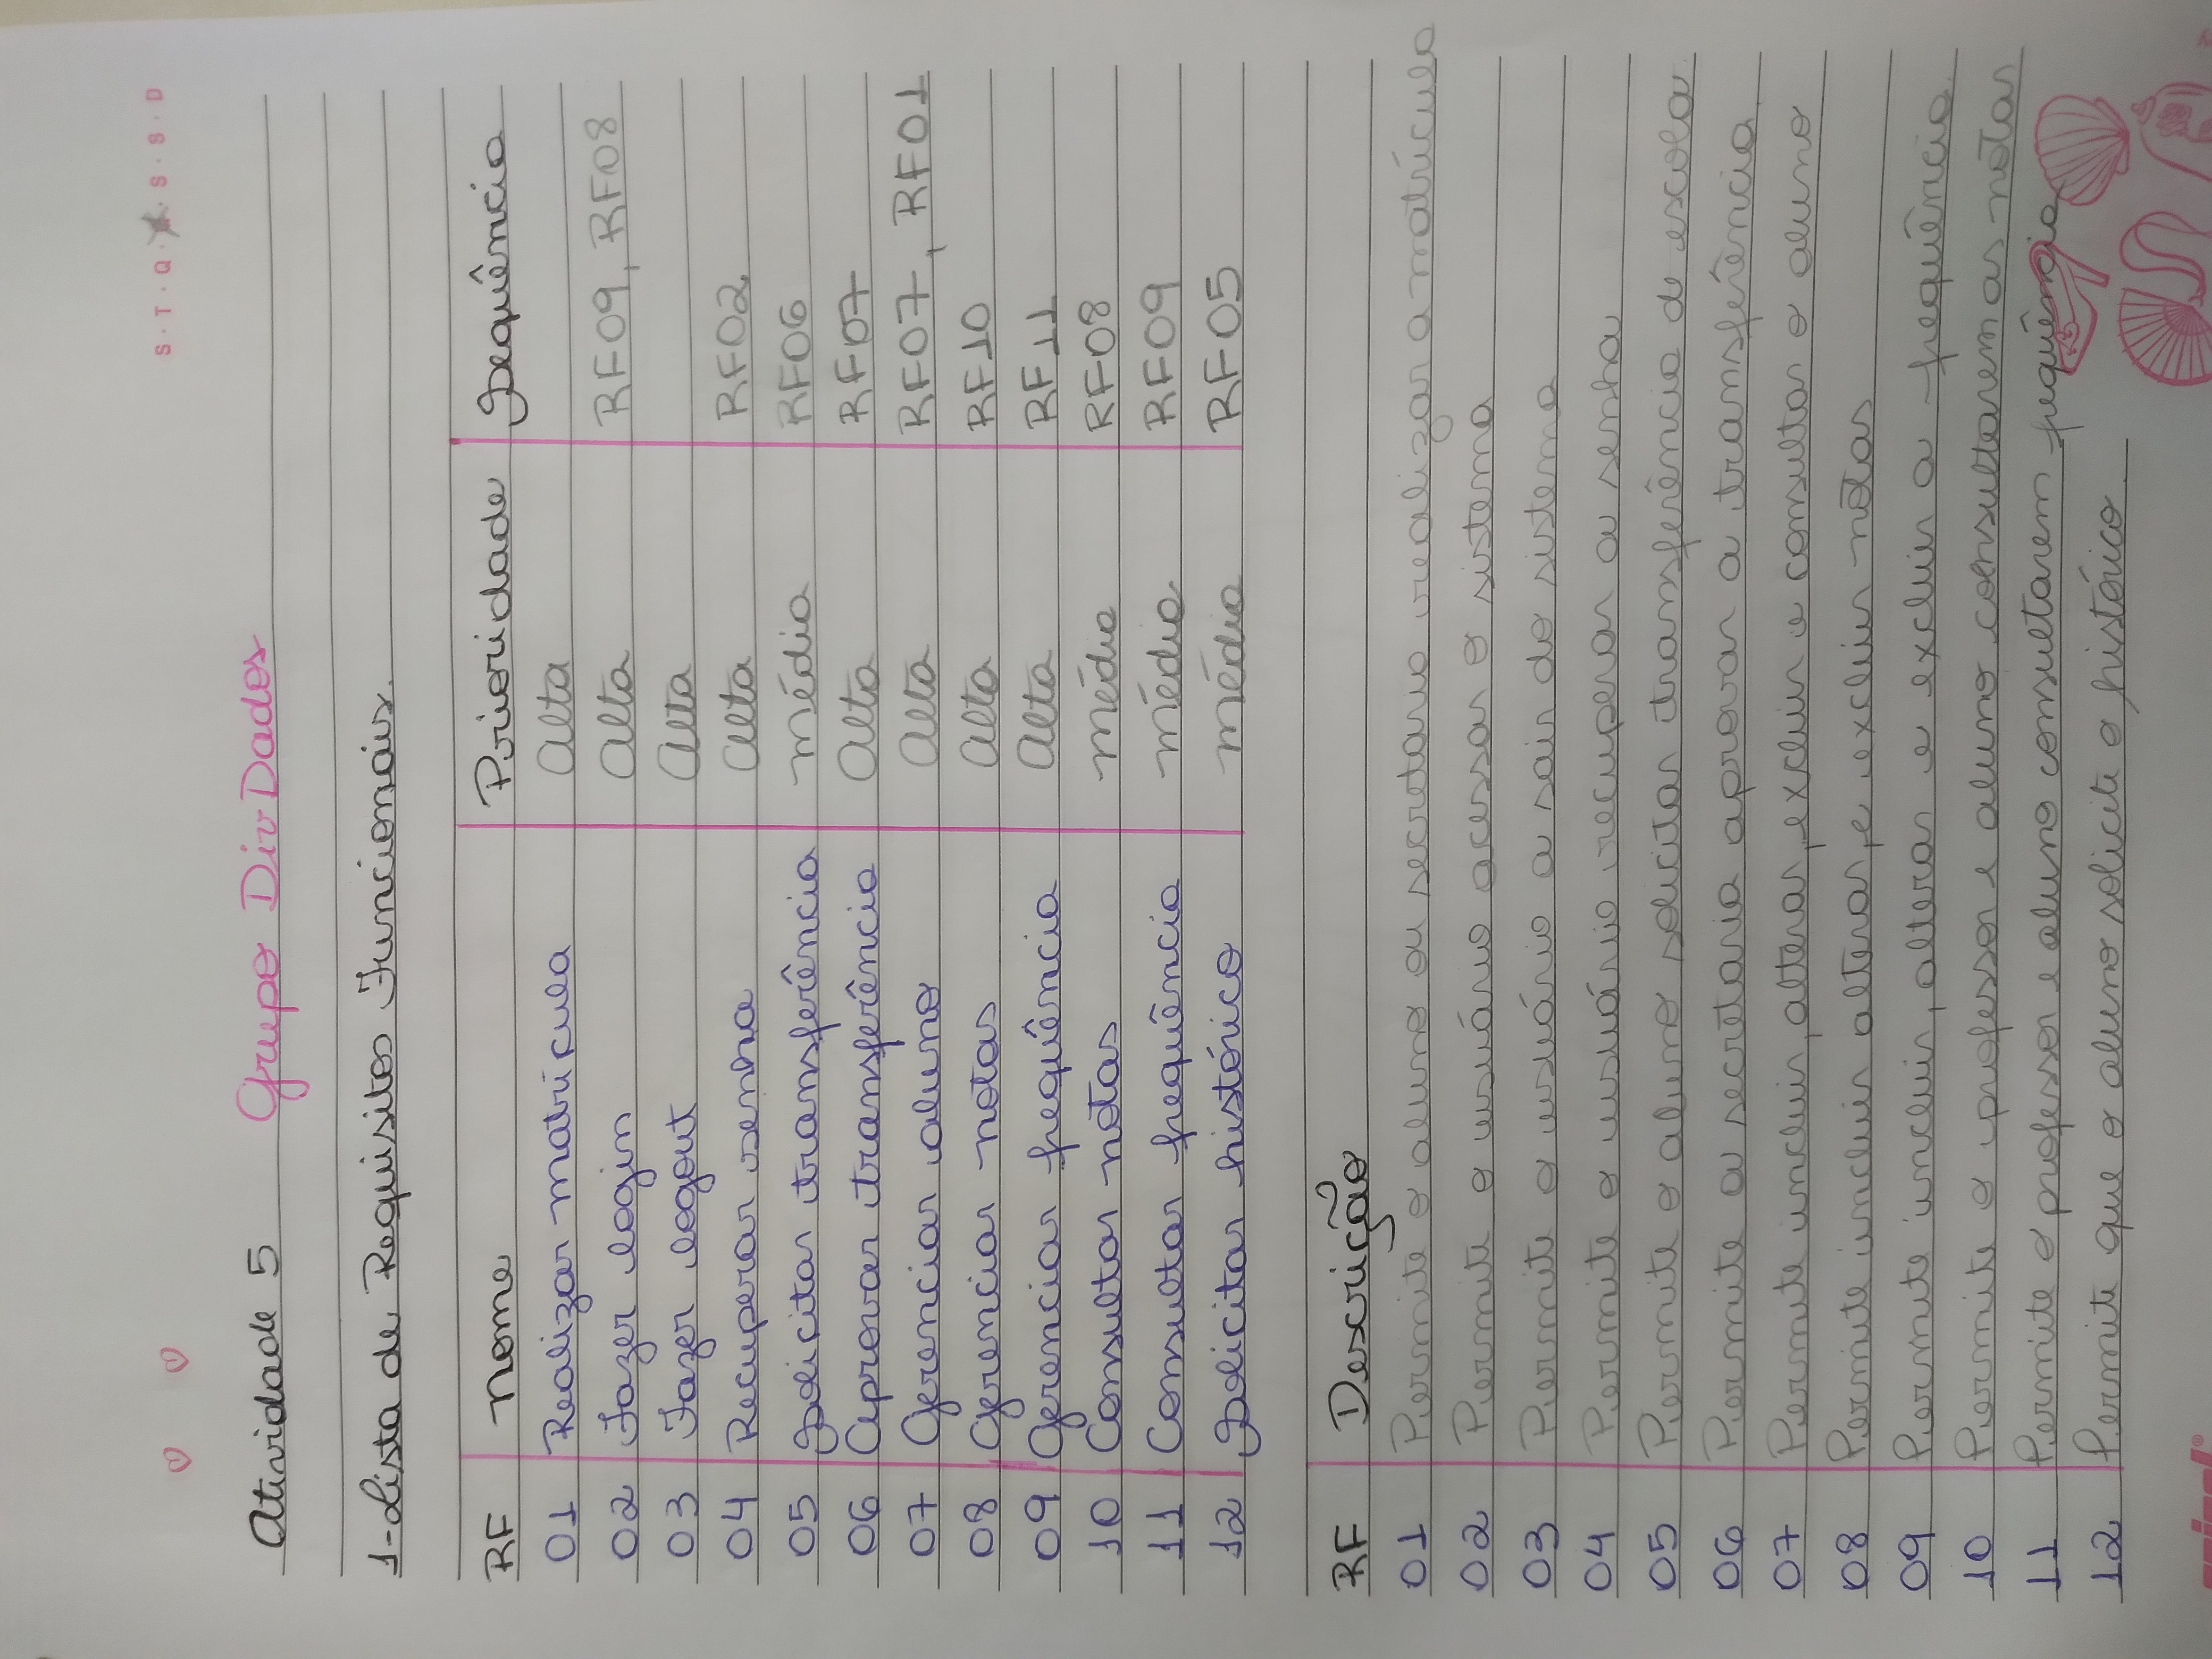 S · T · Q · · S · S · D
Atividade 5 Grupo DivDados
1-Lista de Requisitos Funcionais.
RF Nome Prioridade Sequência
01 Realizar matrícula Alta
02 Fazer login Alta RF09, RF08
03 Fazer logout Alta
04 Recuperar senha Alta RF02
05 Solicitar transferência média RF06
06 Aprovar transferência Alta RF07
07 Gerenciar aluno Alta RF07, RF01
08 Gerenciar notas Alta RF10
09 Gerenciar frequência Alta RF11
10 Consultar notas média RF08
11 Consultar frequência média RF09
12 Solicitar histórico média RF05
RF Descrição
01 Permite o aluno ou secretario realizar a matrícula
02 Permite o usuário acessar o sistema
03 Permite o usuário a sair do sistema
04 Permite o usuário recuperar a senha
05 Permite o aluno solicitar transferência de escola
06 Permite a secretaria aprovar a transferência
07 Permite incluir, alterar, excluir e consultar o aluno
08 Permite incluir alterar, e excluir notas
09 Permite incluir, alterar e excluir a frequência
10 Permite o professor e aluno consultarem as notas
11 Permite o professor e aluno consultarem frequência
12 Permite que o aluno solicite o histórico